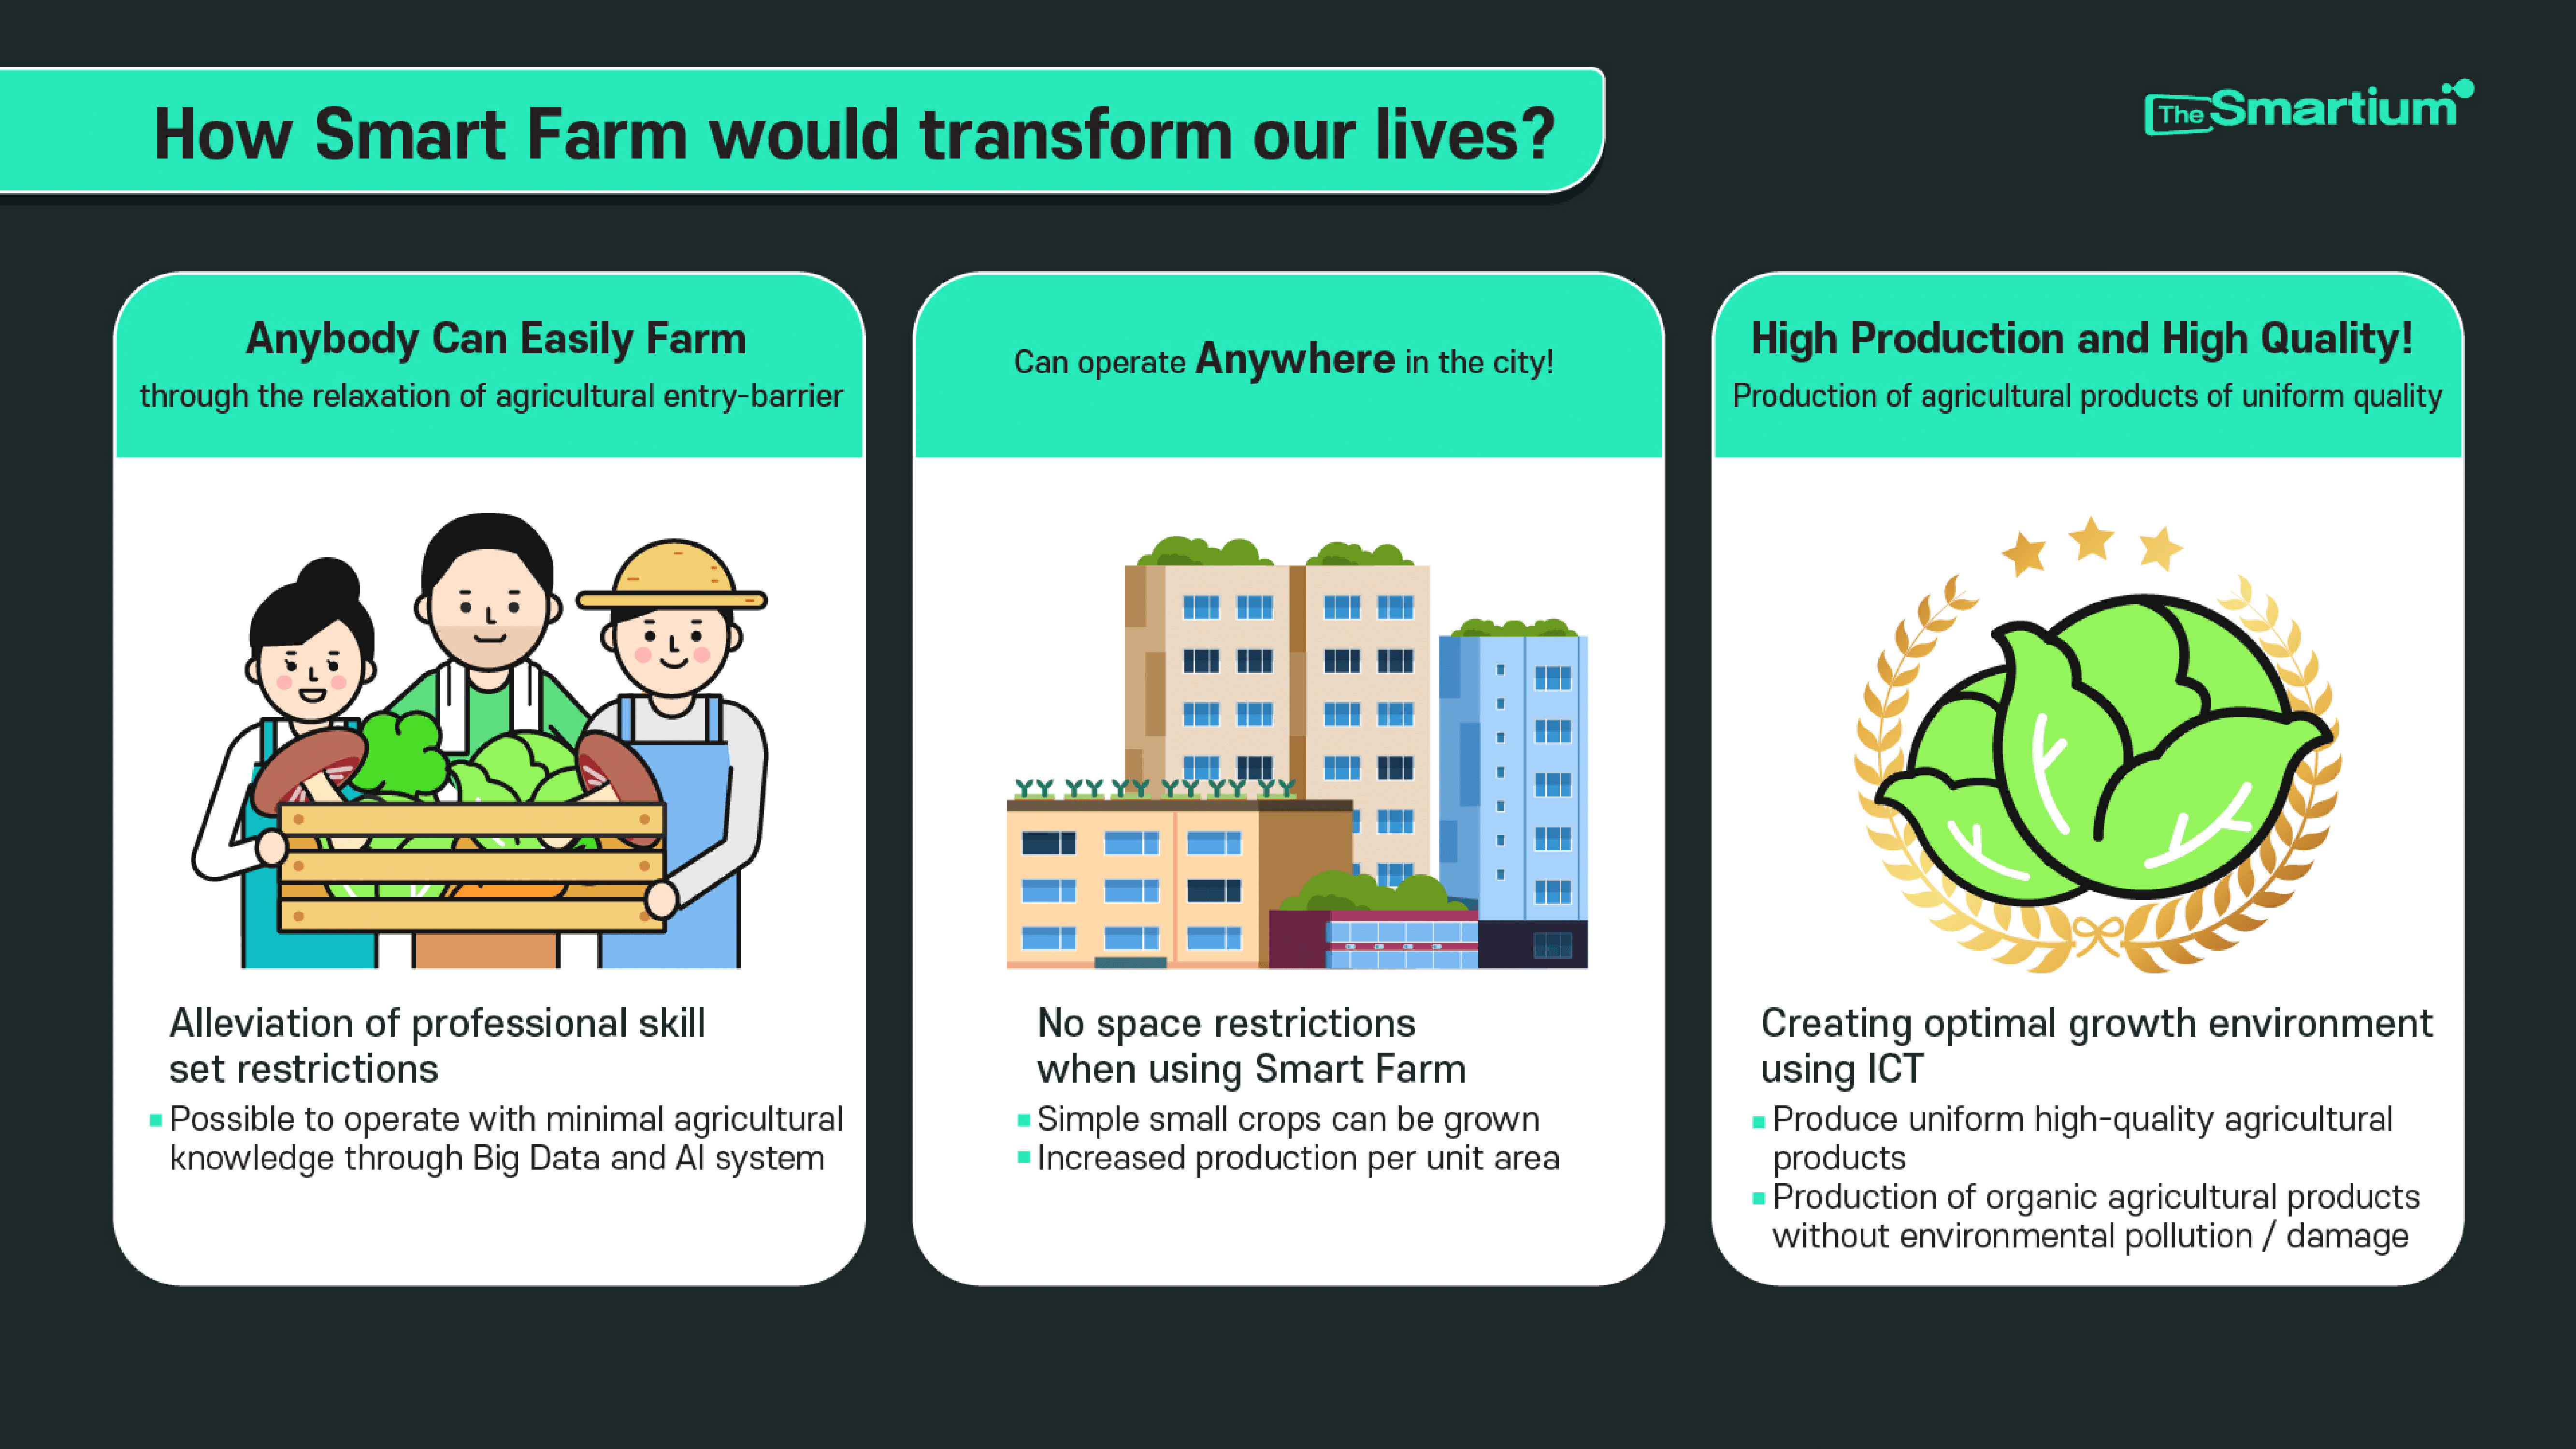 How Smart Farm would transform our lives?
The Smartium
Anybody Can Easily Farm
through the relaxation of agricultural entry-barrier
Alleviation of professional skill
set restrictions
Possible to operate with minimal agricultural
knowledge through Big Data and AI system
Can operate Anywhere in the city!
No space restrictions
when using Smart Farm
Simple small crops can be grown
Increased production per unit area
High Production and High Quality!
Production of agricultural products of uniform quality
Creating optimal growth environment
using ICT
Produce uniform high-quality agricultural
products
Production of organic agricultural products
without environmental pollution / damage